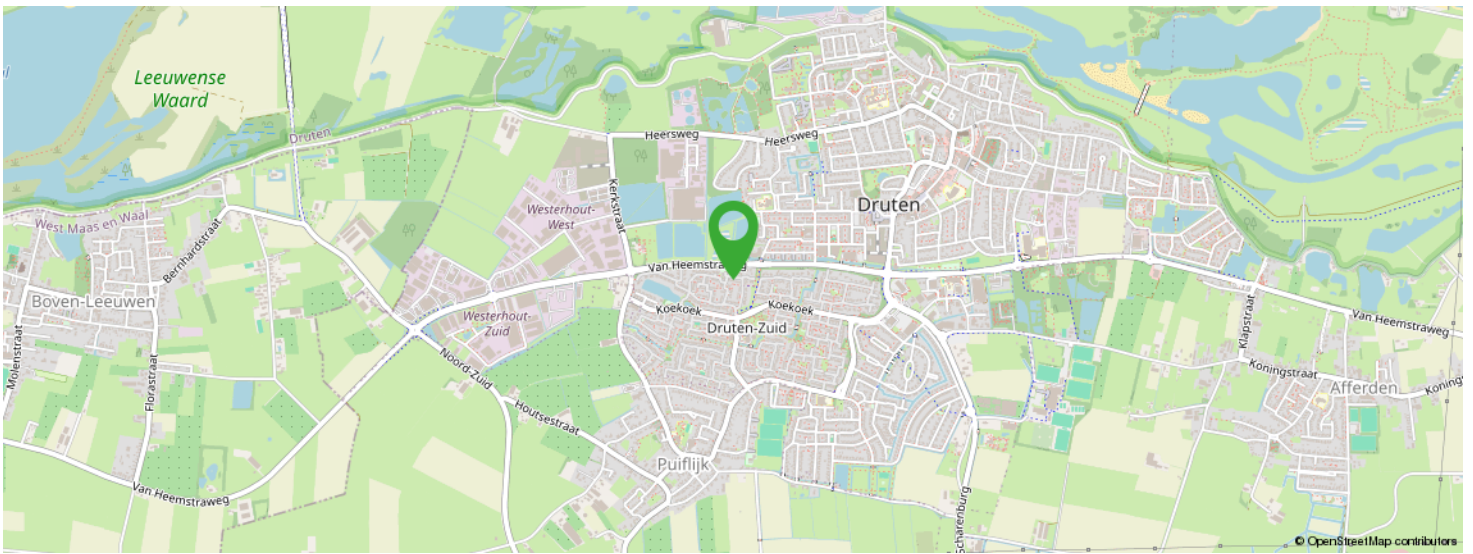 Leeuwense
Waard
Druten
Heersweg
Heersweg
Kerkstraat
Westerhout-
West
Druten
West Maas en Waal
Bernhardstraat
Boven-Leeuwen
Van Heemstraweg
Koekoek
Koekoek
Druten-Zuid
Westerhout-
Zuid
Molenstraat
Florastraat
Noord-Zuid
Houtsestraat
Puiflijk
Van Heemstraweg
Klapstraat
Van Heemstraweg
Koningstraat
Afferden
Konings
Scharenburg
© OpenStreetMap contributors